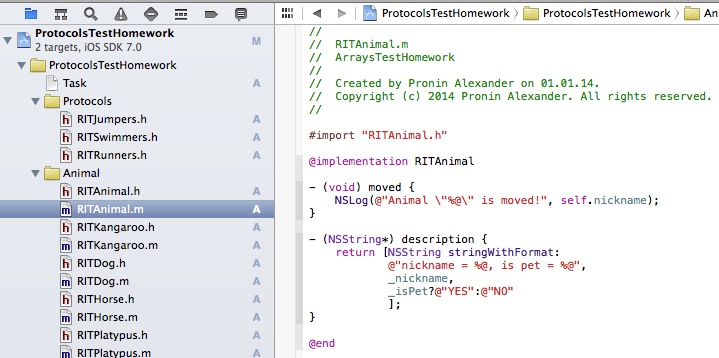 ProtocolsTestHomework
ProtocolsTestHomework
An
ProtocolsTestHomework M
2 targets, iOS SDK 7.0
ProtocolsTestHomework
Task A
Protocols
h RITJumpers.h A
h RITSwimmers.h A
h RITRunners.h A
Animal
h RITAnimal.h A
m RITAnimal.m A
h RITKangaroo.h A
m RITKangaroo.m A
h RITDog.h A
m RITDog.m A
h RITHorse.h A
m RITHorse.m A
h RITPlatypus.h A
m RITPlatypus.m A
//
//  RITAnimal.m
//  ArraysTestHomework
//
//  Created by Pronin Alexander on 01.01.14.
//  Copyright (c) 2014 Pronin Alexander. All rights reserved.
//
#import "RITAnimal.h"
@implementation RITAnimal
- (void) moved {
NSLog(@"Animal \"%@\" is moved!", self.nickname);
}
- (NSString*) description {
return [NSString stringWithFormat:
@"nickname = %@, is pet = %@",
_nickname,
_isPet?@"YES":@"NO"
];
}
@end